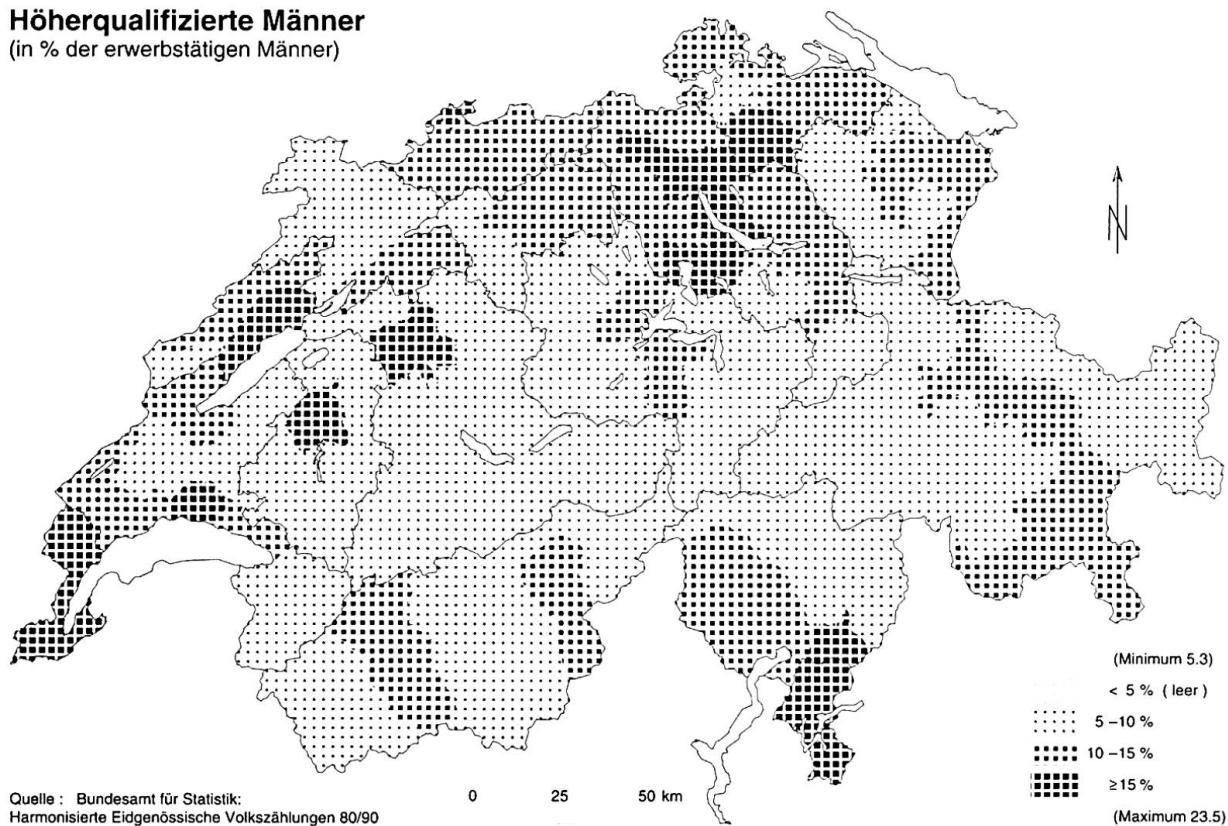 Höherqualifizierte Männer
(in % der erwerbstätigen Männer)
N
(Minimum 5.3)
< 5 % ( leer )
5 –10 %
10 –15 %
≥15 %
(Maximum 23.5)
0 25 50 km
Quelle : Bundesamt für Statistik:
Harmonisierte Eidgenössische Volkszählungen 80/90